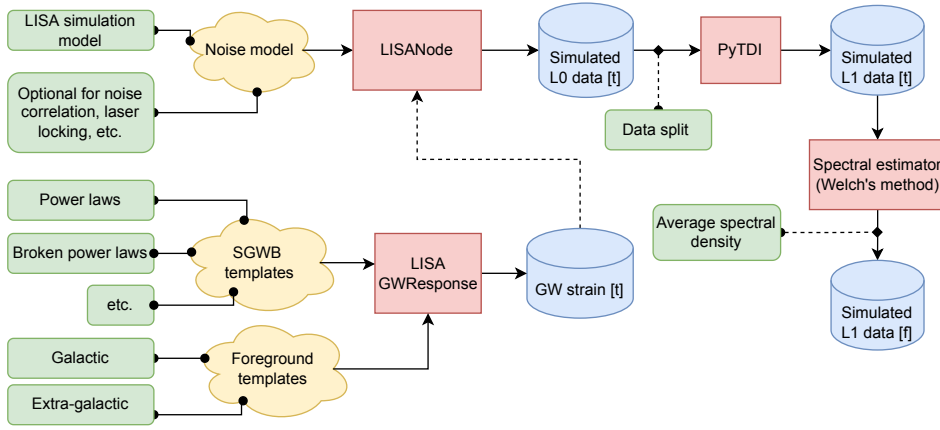 LISA simulation
model
Noise model
LISANode
Simulated
L0 data [t]
PyTDI
Simulated
L1 data [t]
Optional for noise
correlation, laser
locking, etc.
Data split
Spectral estimator
(Welch's method)
Power laws
Broken power laws
SGWB
templates
etc.
LISA
GWResponse
GW strain [t]
Average spectral
density
Simulated
L1 data [f]
Galactic
Foreground
templates
Extra-galactic